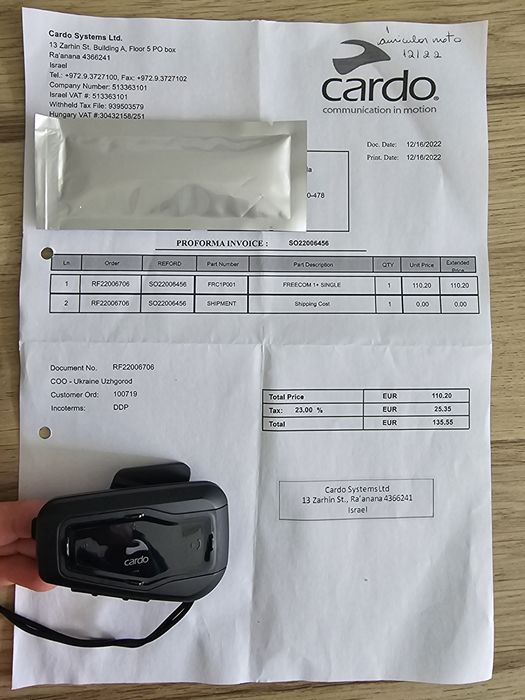 Cardo Systems Ltd.
13 Zarhin St. Building A, Floor 5 PO box
Ra'anana 4366241
Israel
Tel.: +972.9.3727100, Fax: +972.9.3727102
Company Number: 513363101
Israel VAT #: 513363101
Withheld Tax File: 939503579
Hungary VAT #:30432158/251
auricular moto
12/22
cardo®
communication in motion
Doc. Date: 12/16/2022
Print. Date: 12/16/2022
-478
PROFORMA INVOICE : SO22006456
Ln Order REFORD Part Number Part Description QTY Unit Price Extended Price
1 RF22006706 SO22006456 FRC1P001 FREECOM 1+ SINGLE 1 110.20 110.20
2 RF22006706 SO22006456 SHIPMENT Shipping Cost 1 0.00 0.00
Document No. RF22006706
COO - Ukraine Uzhgorod
Customer Ord: 100719
Incoterms: DDP
Total Price EUR 110.20
Tax: 23.00 % EUR 25.35
Total EUR 135.55
Cardo Systems Ltd
13 Zarhin St., Ra'anana 4366241
Israel
cardo